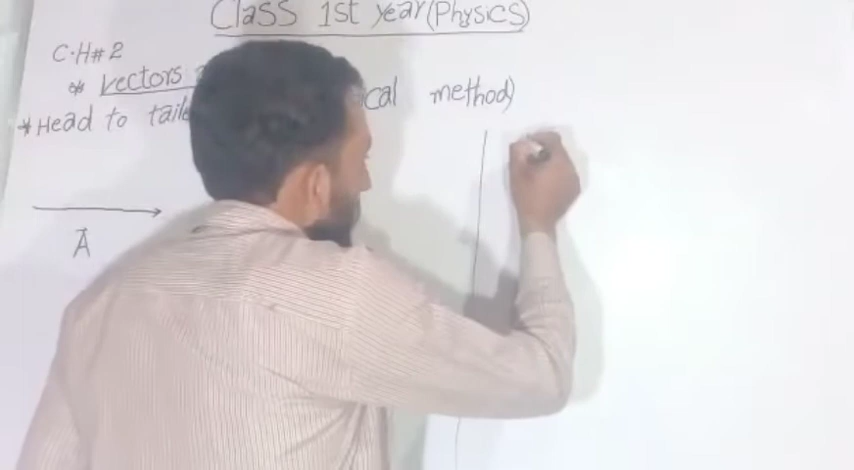 Class 1st year (Physics)
C.H#2
* Vectors
* Head to tail cal method)
A